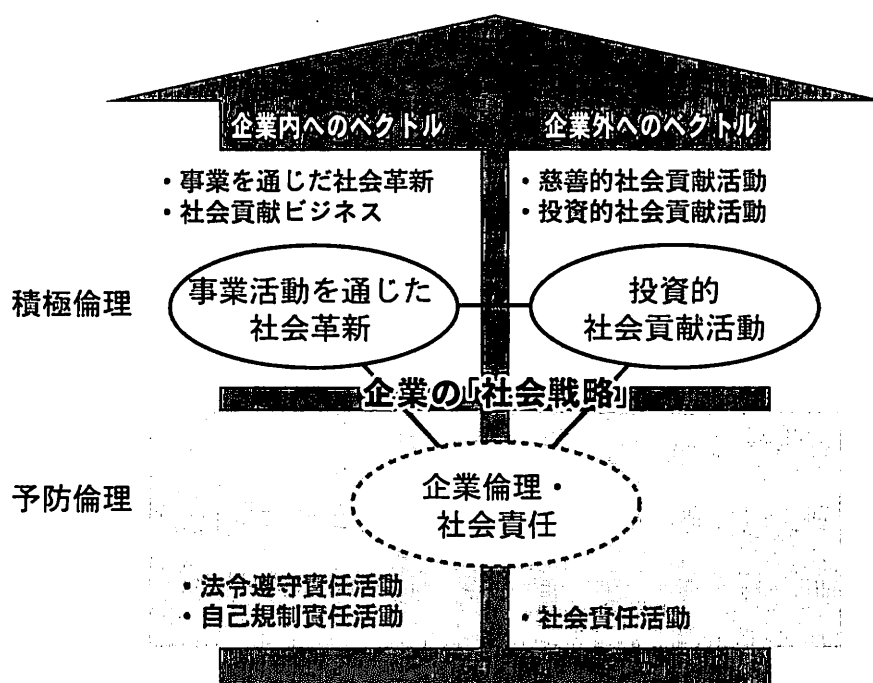 企業内へのベクトル
企業外へのベクトル
・事業を通じだ社会革新
・社会貢献ビジネス
・慈善的社会貢献活動
・投資的社会貢献活動
積極倫理
事業活動を通じた
社会革新
投資的
社会貢献活動
企業の「社会戦略」
予防倫理
企業倫理・
社会責任
・法令遵守責任活動
・自己規制責任活動
・社会責任活動